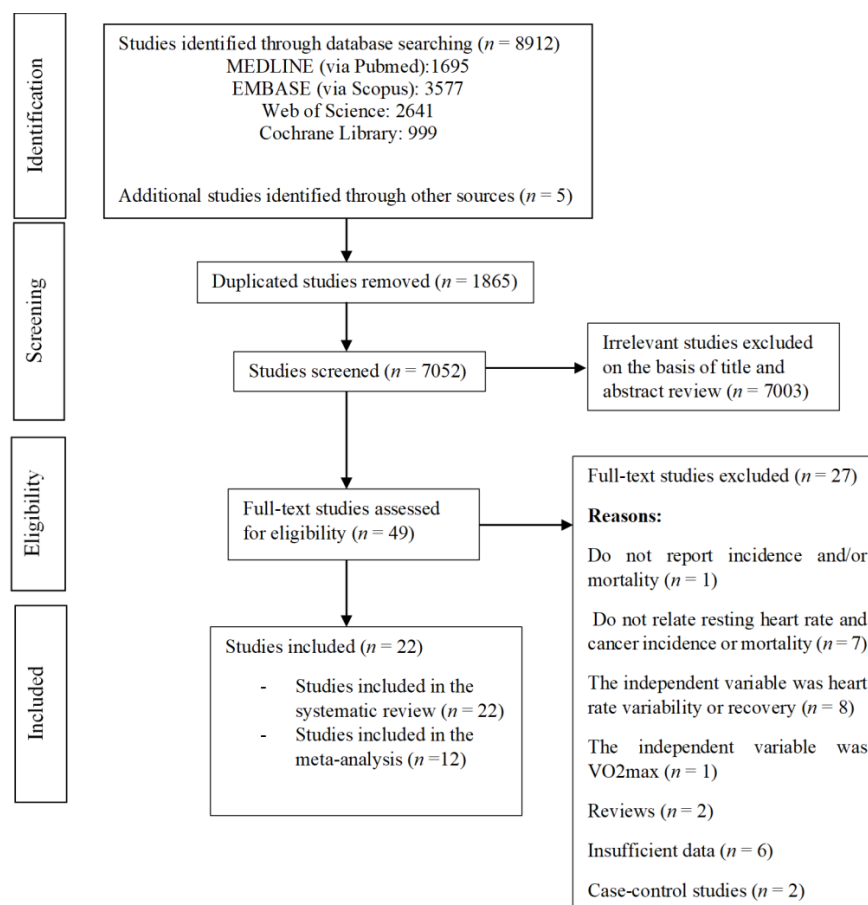 Identification
Studies identified through database searching (n = 8912)
MEDLINE (via Pubmed):1695
EMBASE (via Scopus): 3577
Web of Science: 2641
Cochrane Library: 999
Additional studies identified through other sources (n = 5)
Screening
Duplicated studies removed (n = 1865)
Studies screened (n = 7052)
Irrelevant studies excluded
on the basis of title and
abstract review (n = 7003)
Eligibility
Full-text studies assessed
for eligibility (n = 49)
Full-text studies excluded (n = 27)
Reasons:
Do not report incidence and/or
mortality (n = 1)
Do not relate resting heart rate and
cancer incidence or mortality (n = 7)
The independent variable was heart
rate variability or recovery (n = 8)
The independent variable was
VO2max (n = 1)
Reviews (n = 2)
Insufficient data (n = 6)
Case-control studies (n = 2)
Included
Studies included (n = 22)
- Studies included in the
systematic review (n = 22)
- Studies included in the
meta-analysis (n =12)